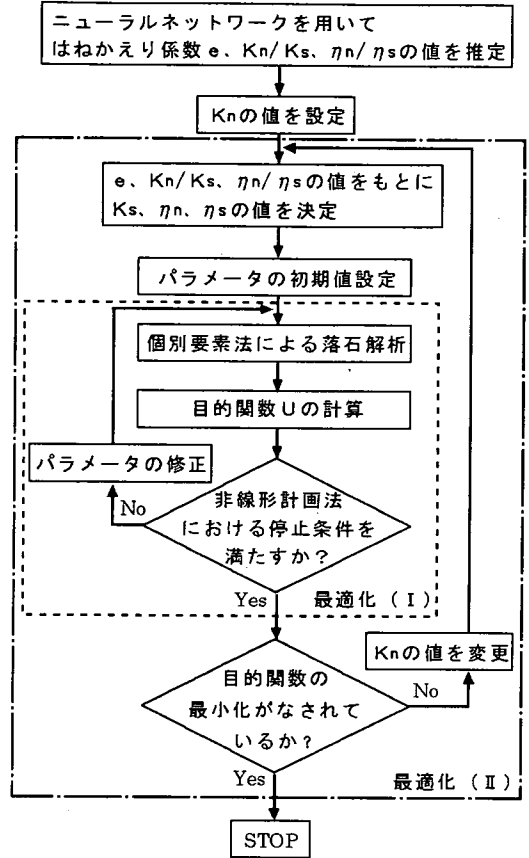 ニューラルネットワークを用いて
はねかえり係数e、Kn/Ks、ηn/ηsの値を推定
Knの値を設定
e、Kn/Ks、ηn/ηsの値をもとに
Ks、ηn、ηsの値を決定
パラメータの初期値設定
個別要素法による落石解析
目的関数Uの計算
パラメータの修正
No
非線形計画法
における停止条件を
満たすか?
Yes
最適化(I)
Knの値を変更
目的関数の
最小化がなされて
いるか?
No
Yes
最適化(II)
STOP